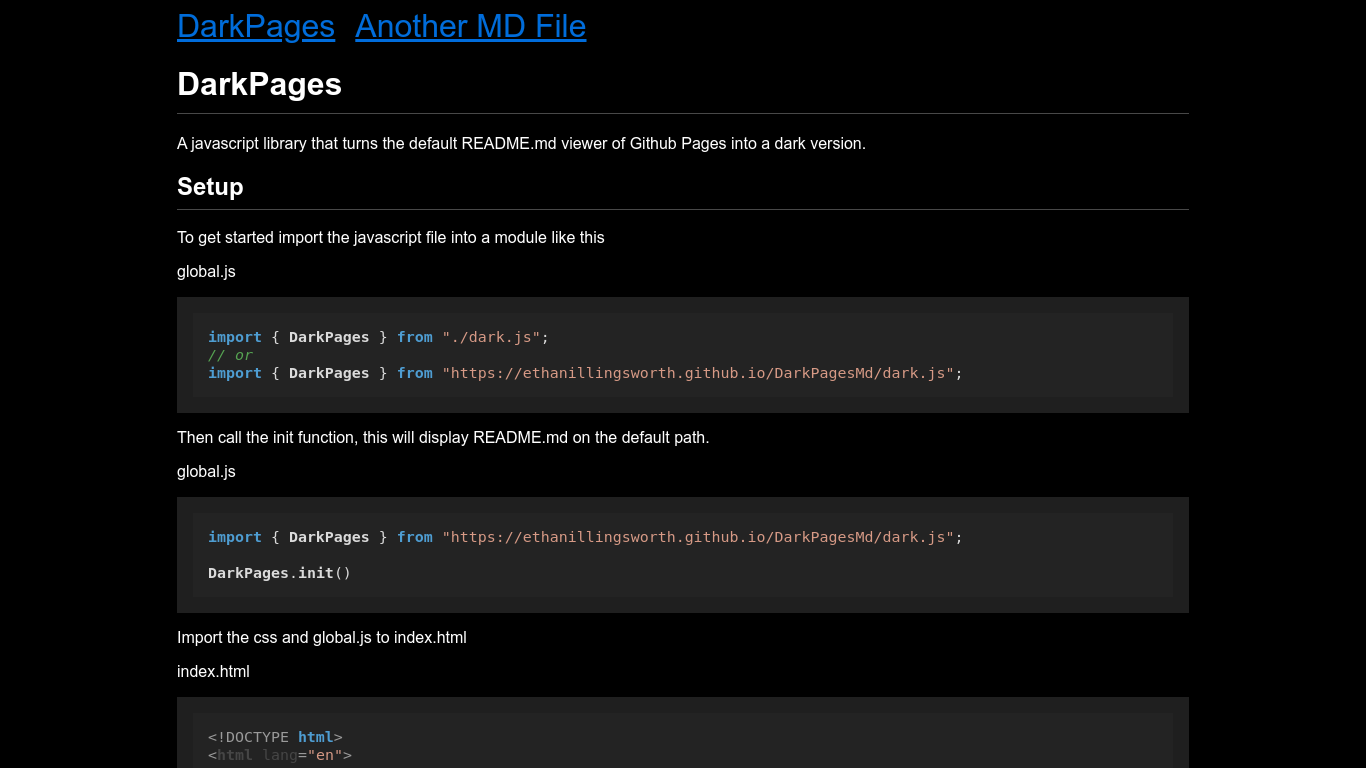 DarkPages Another MD File
DarkPages
A javascript library that turns the default README.md viewer of Github Pages into a dark version.
Setup
To get started import the javascript file into a module like this
global.js
import { DarkPages } from "./dark.js";
// or
import { DarkPages } from "https://ethanillingsworth.github.io/DarkPagesMd/dark.js";
Then call the init function, this will display README.md on the default path.
global.js
import { DarkPages } from "https://ethanillingsworth.github.io/DarkPagesMd/dark.js";
DarkPages.init()
Import the css and global.js to index.html
index.html
<!DOCTYPE html>
<html lang="en">